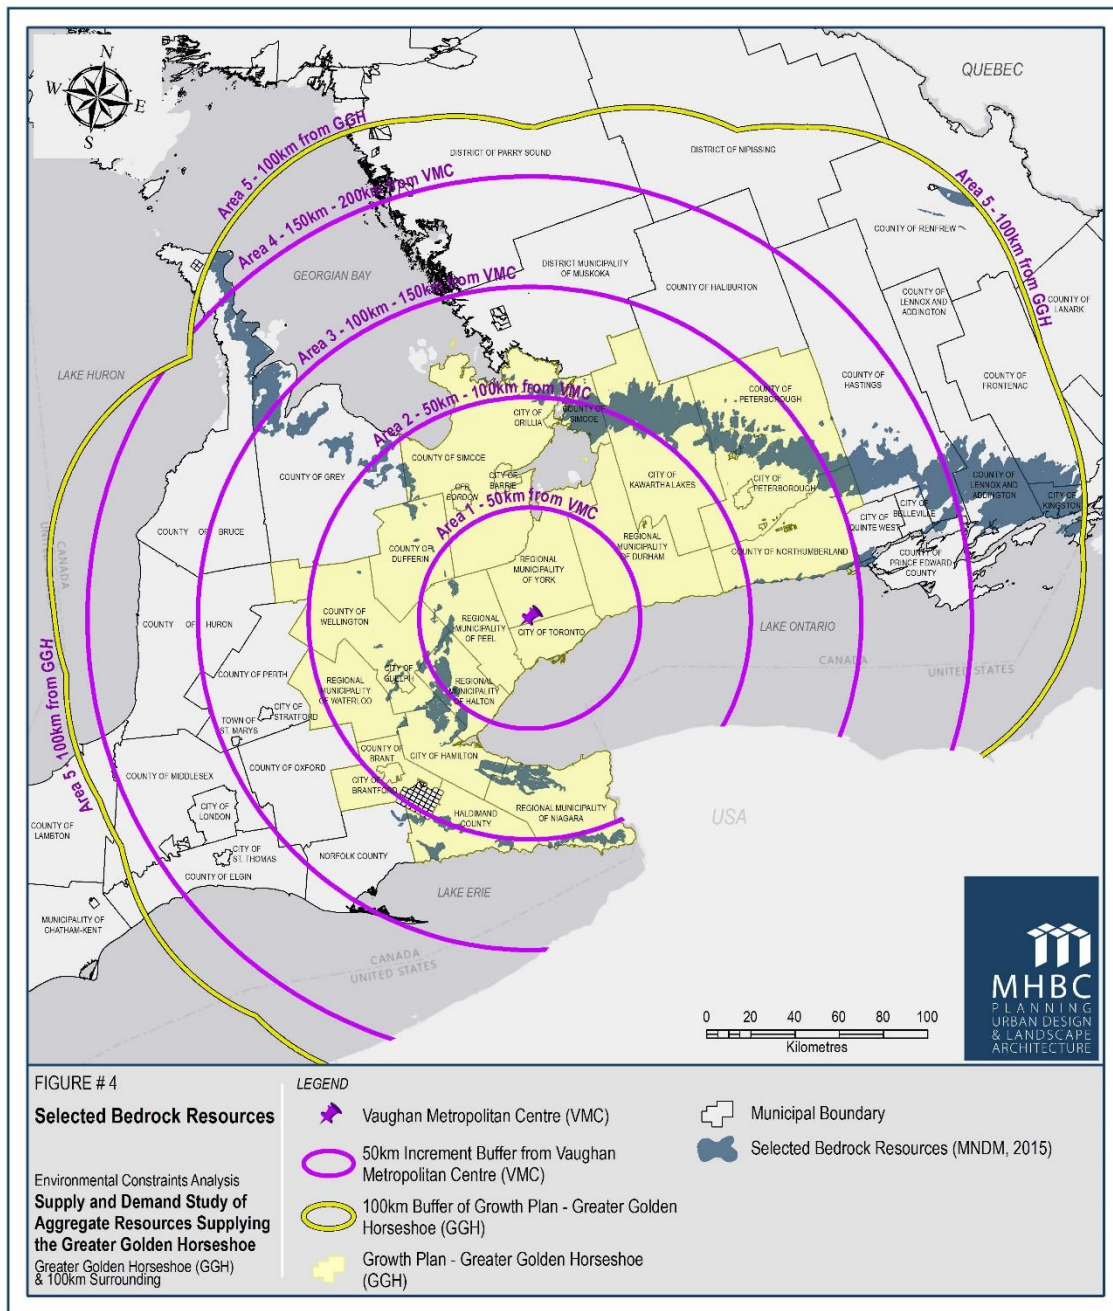 N
W
E
S
QUEBEC
Area 5 - 100km from GGH
DISTRICT OF PARRY SOUND
DISTRICT OF NIPISSING
Area 4 - 150km - 200km from VMC
Area 5 - 100km from GGH
COUNTY OF RENFREW
GEORGIAN BAY
DISTRICT MUNICIPALITY
OF MUSKOKA
COUNTY OF HALIBURTON
COUNTY OF
LENNOX AND
ADDINGTON
COUNTY OF
LANARK
Area 3 - 100km - 150km from VMC
LAKE HURON
COUNTY OF
HASTINGS
COUNTY OF
FRONTENAC
COUNTY OF
PETERBOROUGH
Area 2 - 50km - 100km from VMC
CITY OF
ORILLIA
COUNTY OF
SIMCOE
COUNTY OF SIMCOE
COUNTY OF GREY
CITY OF
BARRIE
CFB
BORDON
CITY OF
KAWARTHA LAKES
CITY OF
PETERBOROUGH
COUNTY OF
LENNOX AND
ADDINGTON
CITY OF
KINGSTON
CITY OF
BELLEVILLE
CITY OF
QUINTE WEST
Area 1 - 50km from VMC
COUNTY OF BRUCE
COUNTY OF
DUFFERIN
REGIONAL
MUNICIPALITY
OF YORK
REGIONAL
MUNICIPALITY
OF DURHAM
COUNTY OF NORTHUMBERLAND
COUNTY OF
PRINCE EDWARD
COUNTY
CANADA
UNITED STATES
COUNTY OF HURON
COUNTY OF
WELLINGTON
REGIONAL
MUNICIPALITY
OF PEEL
CITY OF TORONTO
LAKE ONTARIO
CANADA
UNITED STATES
Area 5 - 100km from GGH
COUNTY OF PERTH
CITY OF
GUELPH
REGIONAL
MUNICIPALITY
OF WATERLOO
REGIONAL
MUNICIPALITY
OF HALTON
CITY OF
STRATFORD
TOWN OF
ST. MARYS
COUNTY OF
BRANT
CITY OF HAMILTON
COUNTY OF MIDDLESEX
COUNTY OF OXFORD
CITY OF
BRANTFORD
CITY OF
LONDON
HALDIMAND
COUNTY
REGIONAL MUNICIPALITY
OF NIAGARA
USA
COUNTY OF
LAMBTON
CITY OF
ST. THOMAS
NORFOLK COUNTY
COUNTY OF ELGIN
LAKE ERIE
MUNICIPALITY OF
CHATHAM-KENT
CANADA
UNITED STATES
0 20 40 60 80 100
Kilometres
MHBC
PLANNING
URBAN DESIGN
& LANDSCAPE
ARCHITECTURE
FIGURE # 4
Selected Bedrock Resources
Environmental Constraints Analysis
Supply and Demand Study of
Aggregate Resources Supplying
the Greater Golden Horseshoe
Greater Golden Horseshoe (GGH)
& 100km Surrounding
LEGEND
Vaughan Metropolitan Centre (VMC)
50km Increment Buffer from Vaughan
Metropolitan Centre (VMC)
100km Buffer of Growth Plan - Greater Golden
Horseshoe (GGH)
Growth Plan - Greater Golden Horseshoe
(GGH)
Municipal Boundary
Selected Bedrock Resources (MNDM, 2015)